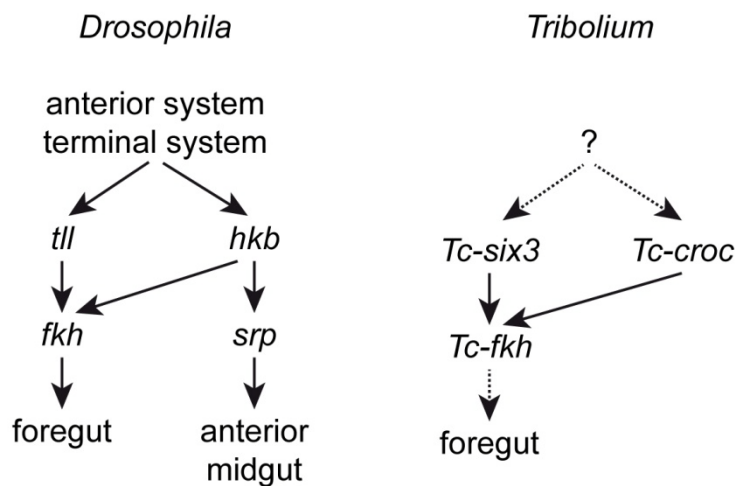 Drosophila
Tribolium
anterior system
terminal system
?
tll
hkb
Tc-six3
Tc-croc
fkh
srp
Tc-fkh
foregut
anterior
midgut
foregut